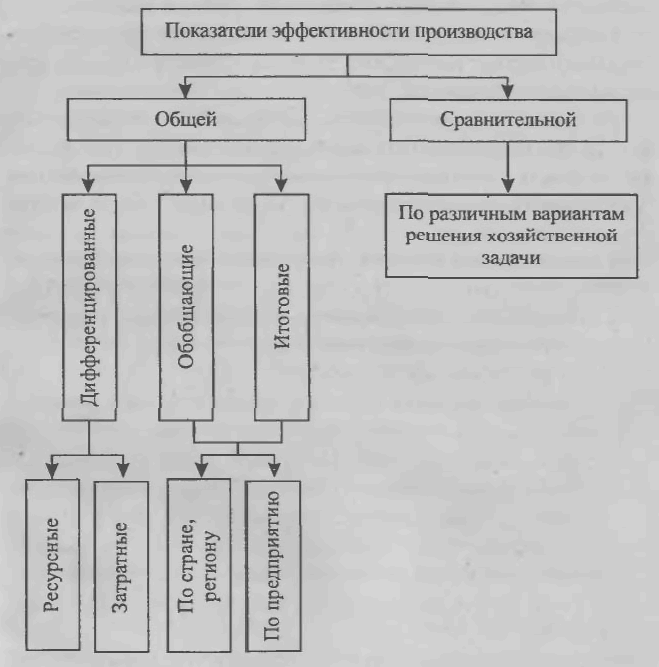 Показатели эффективности производства
Общей
Сравнительной
Дифференцированные
Обобщающие
Итоговые
По различным вариантам
решения хозяйственной
задачи
Ресурсные
Затратные
По стране,
региону
По предприятию